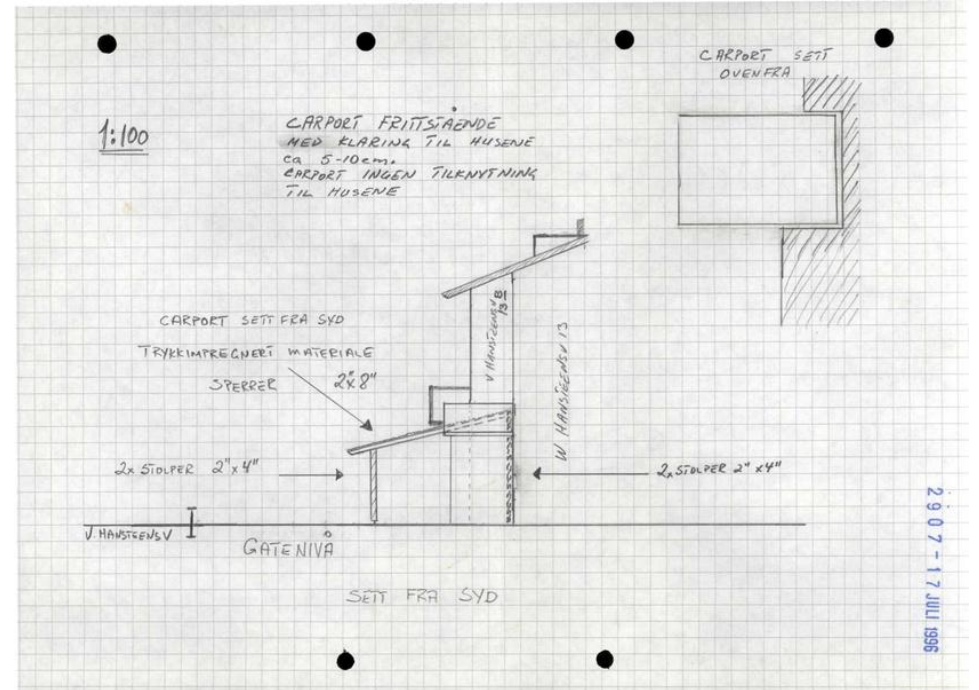 CARPORT SETT
OVENFRA
1:100
CARPORT FRITTSTÅENDE
MED KLARING TIL HUSENE
ca 5-10cm.
CARPORT INGEN TILKNYTNING
TIL HUSENE
CARPORT SETT FRA SYD
TRYKKIMPREGNERT MATERIALE
SPERRER 2"x8"
V HANSTEENSV 13 B
W HANSTEENSV 13
2x STOLPER 2"x4"
2x STOLPER 2"x4"
V. HANSTEENSV
GATENIVÅ
SETT FRA SYD
2907-17 JULI 1996